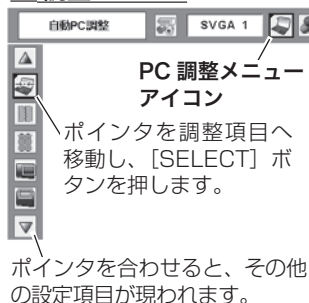 自動PC調整
SVGA 1
PC 調整メニュー
アイコン
ポインタを調整項目へ
移動し、［SELECT］ボ
タンを押します。
ポインタを合わせると、その他
の設定項目が現われます。